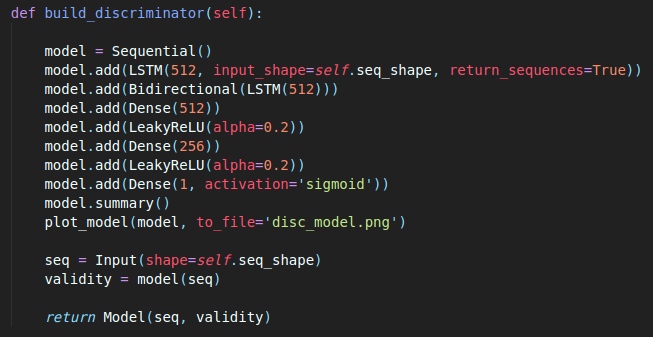 def build_discriminator(self):
model = Sequential()
model.add(LSTM(512, input_shape=self.seq_shape, return_sequences=True))
model.add(Bidirectional(LSTM(512)))
model.add(Dense(512))
model.add(LeakyReLU(alpha=0.2))
model.add(Dense(256))
model.add(LeakyReLU(alpha=0.2))
model.add(Dense(1, activation='sigmoid'))
model.summary()
plot_model(model, to_file='disc_model.png')
seq = Input(shape=self.seq_shape)
validity = model(seq)
return Model(seq, validity)